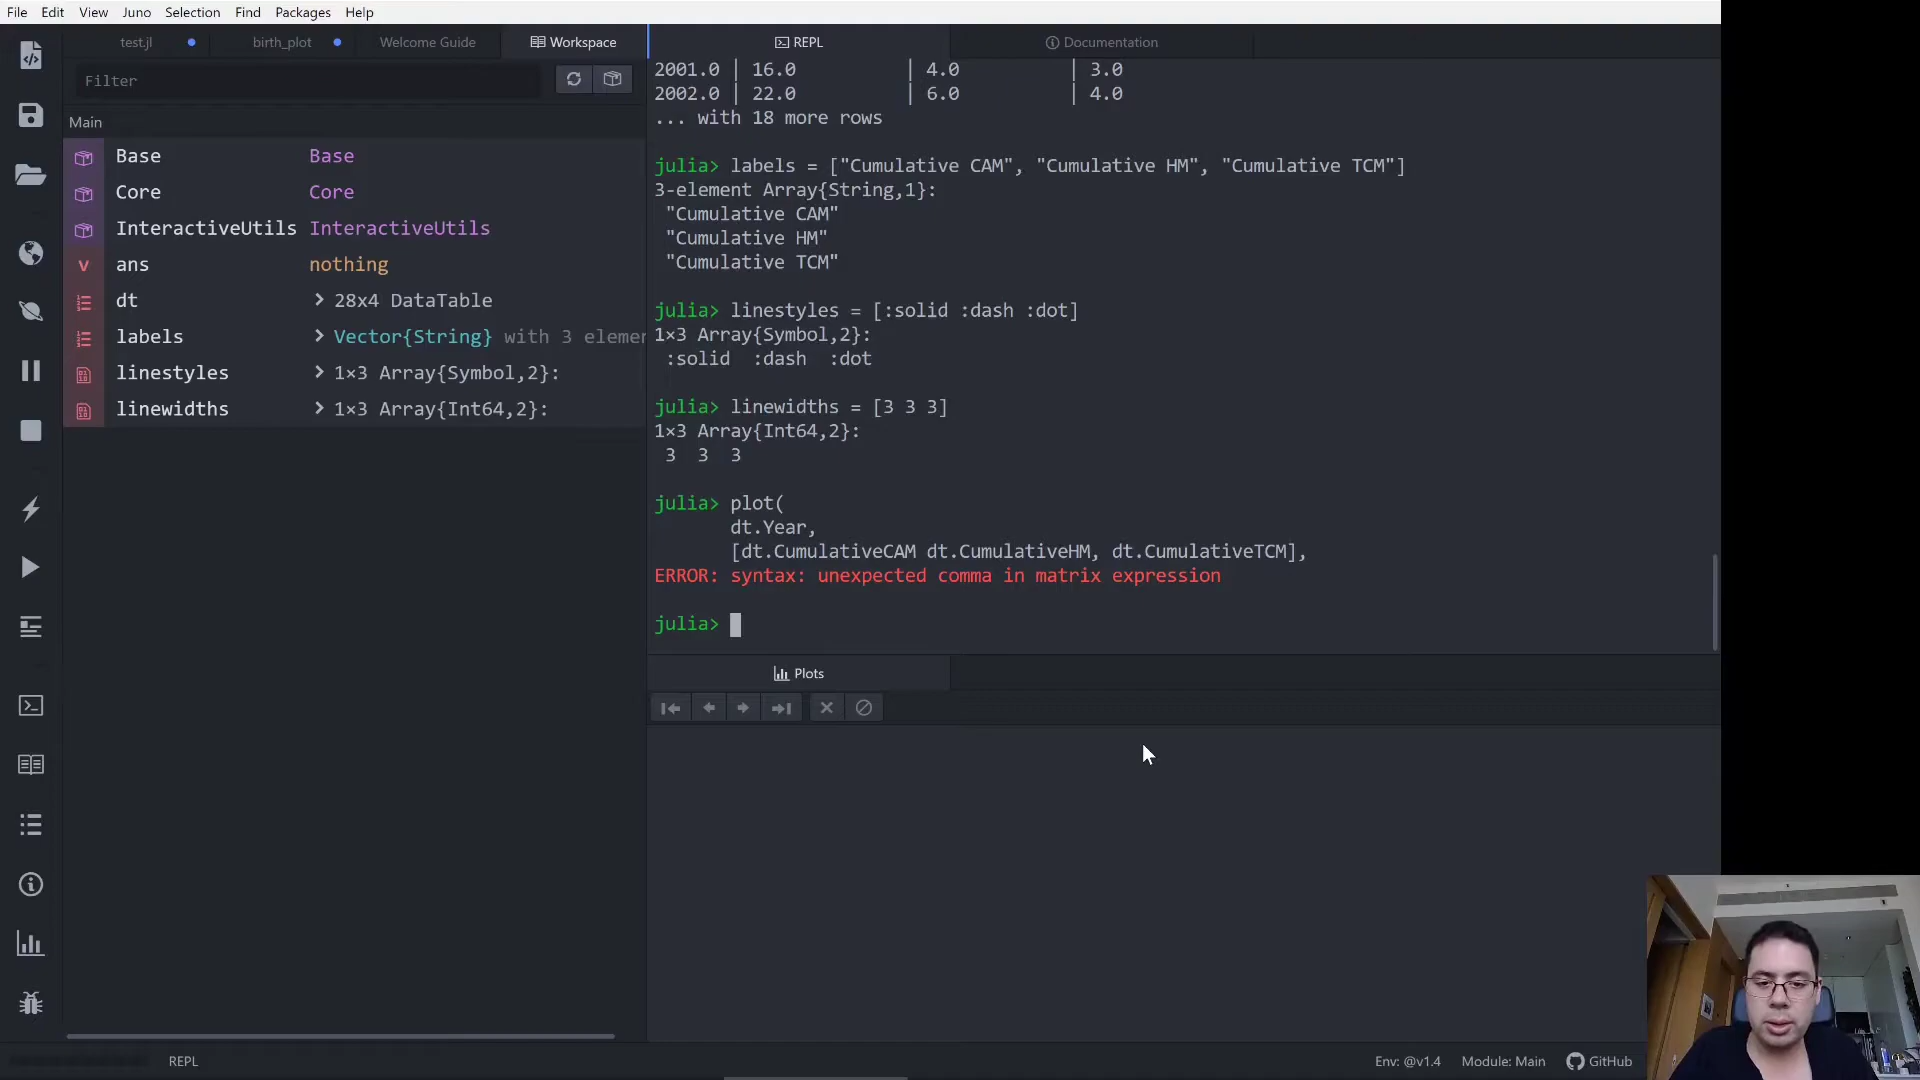 File Edit View Juno Selection Find Packages Help
test.jl birth_plot Welcome Guide Workspace
Filter
Main
Base Base
Core Core
InteractiveUtils InteractiveUtils
ans nothing
dt > 28x4 DataTable
labels > Vector{String} with 3 elemen
linestyles > 1×3 Array{Symbol,2}:
linewidths > 1×3 Array{Int64,2}:
REPL Documentation
2001.0 | 16.0 | 4.0 | 3.0
2002.0 | 22.0 | 6.0 | 4.0
... with 18 more rows
julia> labels = ["Cumulative CAM", "Cumulative HM", "Cumulative TCM"]
3-element Array{String,1}:
"Cumulative CAM"
"Cumulative HM"
"Cumulative TCM"
julia> linestyles = [:solid :dash :dot]
1×3 Array{Symbol,2}:
:solid :dash :dot
julia> linewidths = [3 3 3]
1×3 Array{Int64,2}:
3 3 3
julia> plot(
dt.Year,
[dt.CumulativeCAM dt.CumulativeHM, dt.CumulativeTCM],
ERROR: syntax: unexpected comma in matrix expression
julia>
Plots
REPL
Env: @v1.4 Module: Main GitHub